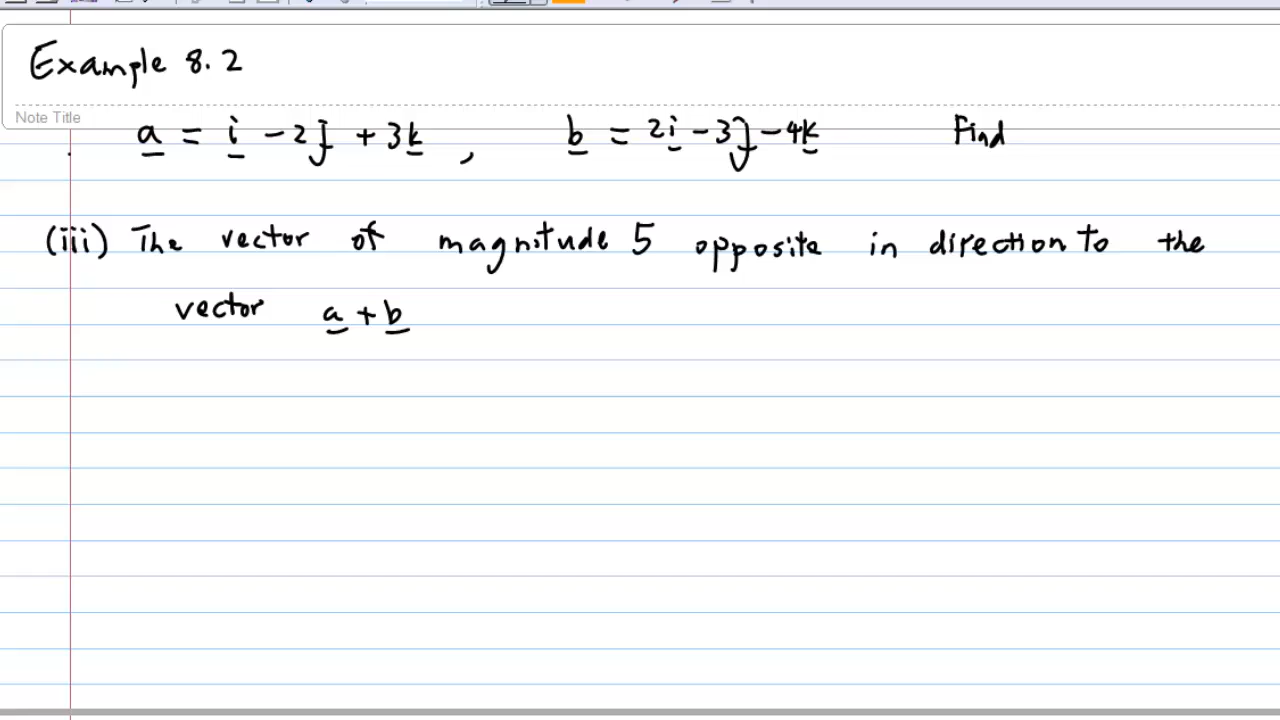 Example 8.2
Note Title
a = i - 2j + 3k , b = 2i - 3j - 4k Find
(iii) The vector of magnitude 5 opposite in direction to the
vector a + b